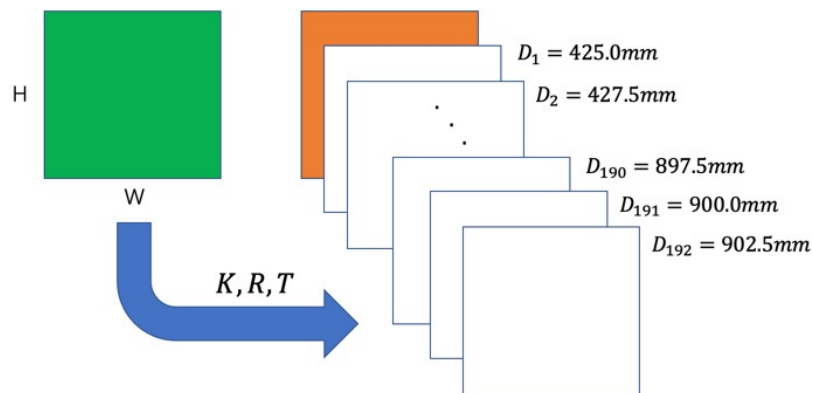 H
W
K, R, T
D₁ = 425.0mm
D₂ = 427.5mm
D₁₉₀ = 897.5mm
D₁₉₁ = 900.0mm
D₁₉₂ = 902.5mm